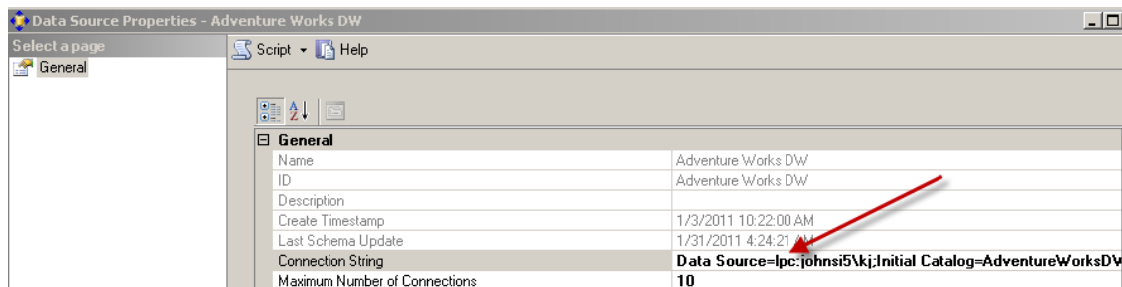 Data Source Properties - Adventure Works DW
Select a page
General
Script Help
General
Name Adventure Works DW
ID Adventure Works DW
Description
Create Timestamp 1/3/2011 10:22:00 AM
Last Schema Update 1/31/2011 4:24:21 AM
Connection String Data Source=lpc:johnsi5\kj;Initial Catalog=AdventureWorksDW
Maximum Number of Connections 10